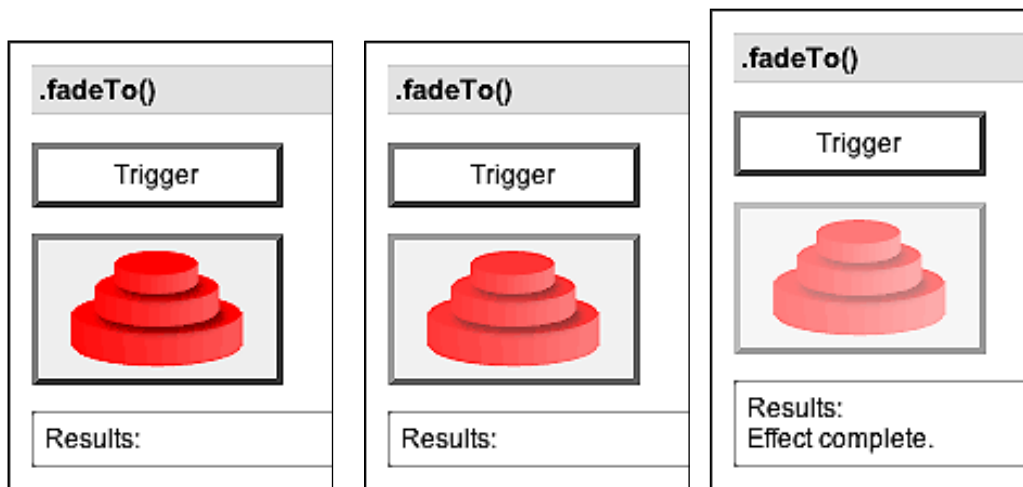 .fadeTo()
Trigger
Results:
.fadeTo()
Trigger
Results:
.fadeTo()
Trigger
Results:
Effect complete.